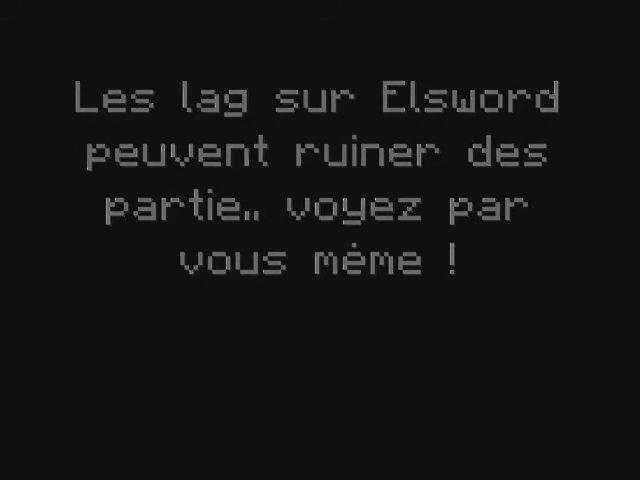 Les lag sur Elsword
peuvent ruiner des
partie.. voyez par
vous même !